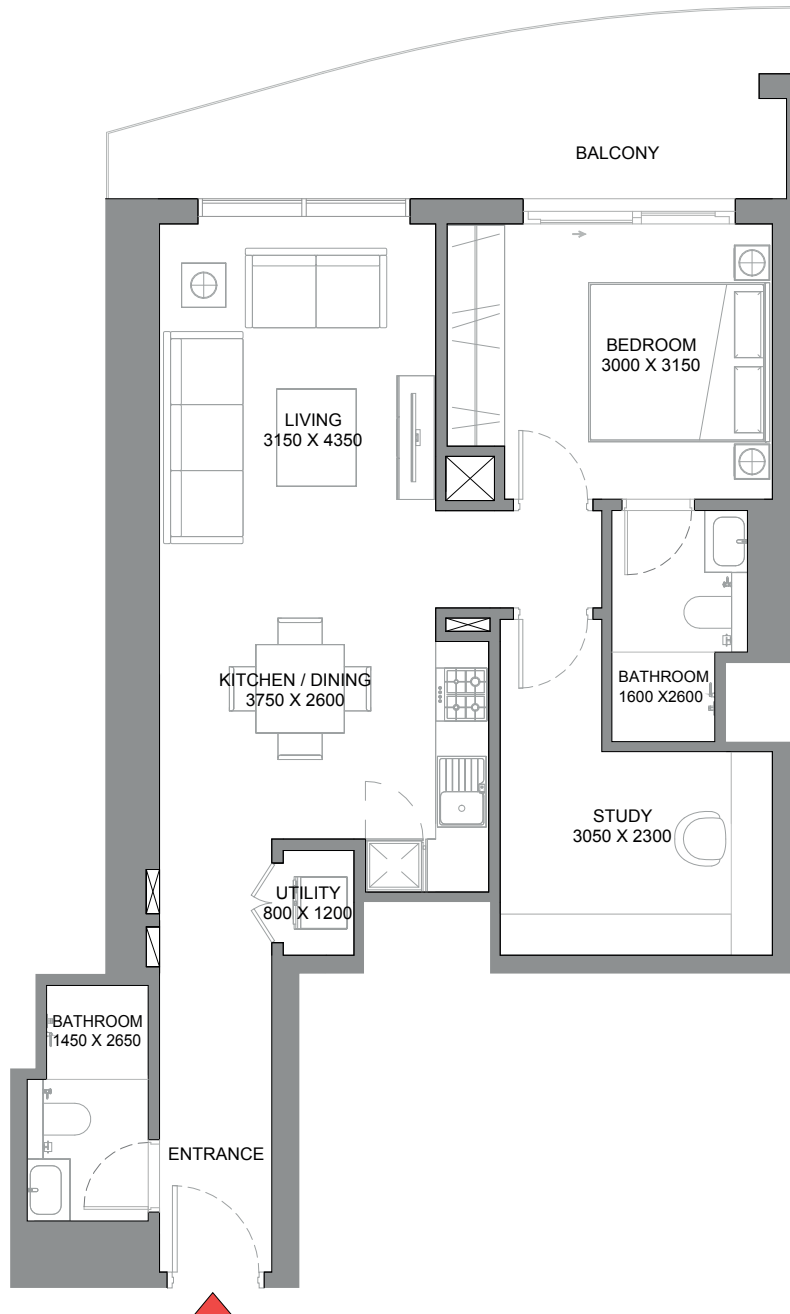 BALCONY
BEDROOM
3000 X 3150
LIVING
3150 X 4350
KITCHEN / DINING
3750 X 2600
BATHROOM
1600 X2600
STUDY
3050 X 2300
UTILITY
800 X 1200
BATHROOM
1450 X 2650
ENTRANCE